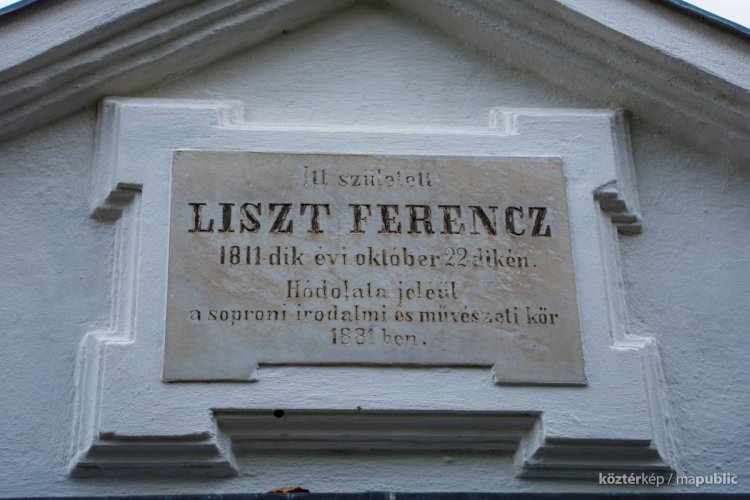 Itt született
LISZT FERENCZ
1811-dik évi október 22-dikén.
Hódolata jeléül
a soproni irodalmi és művészeti kör
1881 ben.
köztérkép / mapublic